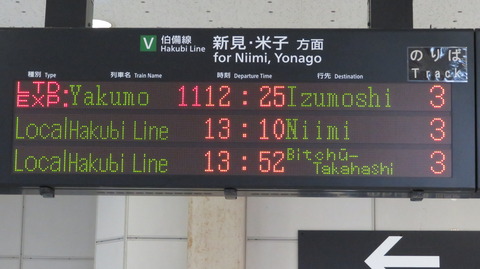 V 伯備線 新見・米子 方面
Hakubi Line for Niimi, Yonago
のりば
Track
種別 Type 列車名 Train Name 時刻 Departure Time 行先 Destination
LTD. EXP. Yakumo 11 12:25 Izumoshi 3
Local Hakubi Line 13:10 Niimi 3
Local Hakubi Line 13:52 Bitchū-Takahashi 3